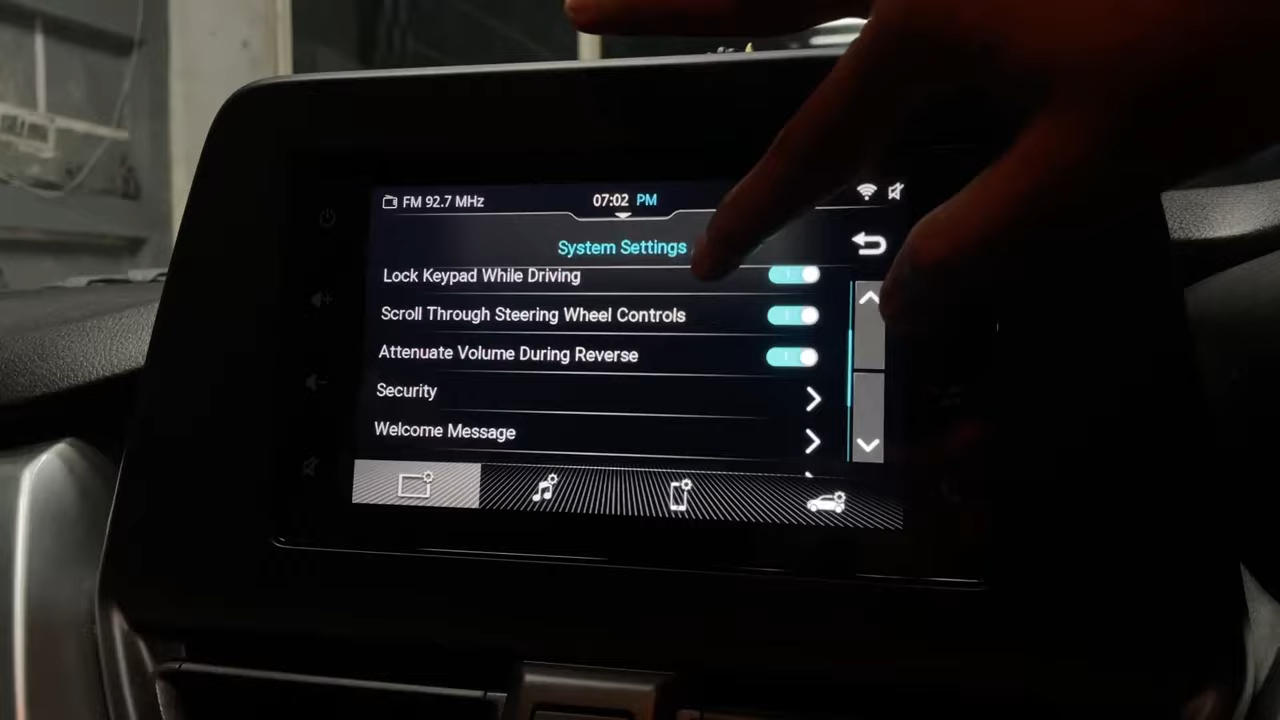 FM 92.7 MHz
07:02 PM
System Settings
Lock Keypad While Driving
Scroll Through Steering Wheel Controls
Attenuate Volume During Reverse
Security
Welcome Message